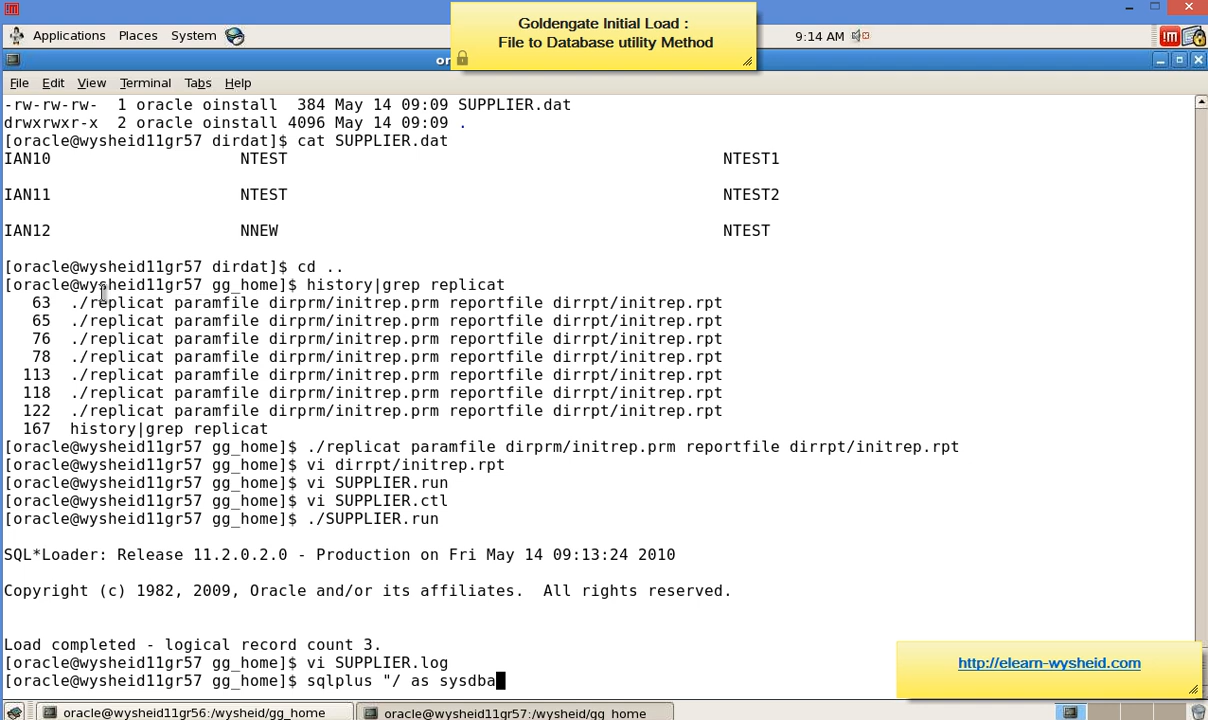 Goldengate Initial Load :
File to Database utility Method
Applications Places System
9:14 AM
or
File Edit View Terminal Tabs Help
-rw-rw-rw-  1 oracle oinstall  384 May 14 09:09 SUPPLIER.dat
drwxrwxr-x  2 oracle oinstall 4096 May 14 09:09 .
[oracle@wysheid11gr57 dirdat]$ cat SUPPLIER.dat
IAN10                    NTEST                                              NTEST1
IAN11                    NTEST                                              NTEST2
IAN12                    NNEW                                               NTEST
[oracle@wysheid11gr57 dirdat]$ cd ..
[oracle@wysheid11gr57 gg_home]$ history|grep replicat
   63  ./replicat paramfile dirprm/initrep.prm reportfile dirrpt/initrep.rpt
   65  ./replicat paramfile dirprm/initrep.prm reportfile dirrpt/initrep.rpt
   76  ./replicat paramfile dirprm/initrep.prm reportfile dirrpt/initrep.rpt
   78  ./replicat paramfile dirprm/initrep.prm reportfile dirrpt/initrep.rpt
  113  ./replicat paramfile dirprm/initrep.prm reportfile dirrpt/initrep.rpt
  118  ./replicat paramfile dirprm/initrep.prm reportfile dirrpt/initrep.rpt
  122  ./replicat paramfile dirprm/initrep.prm reportfile dirrpt/initrep.rpt
  167  history|grep replicat
[oracle@wysheid11gr57 gg_home]$ ./replicat paramfile dirprm/initrep.prm reportfile dirrpt/initrep.rpt
[oracle@wysheid11gr57 gg_home]$ vi dirrpt/initrep.rpt
[oracle@wysheid11gr57 gg_home]$ vi SUPPLIER.run
[oracle@wysheid11gr57 gg_home]$ vi SUPPLIER.ctl
[oracle@wysheid11gr57 gg_home]$ ./SUPPLIER.run
SQL*Loader: Release 11.2.0.2.0 - Production on Fri May 14 09:13:24 2010
Copyright (c) 1982, 2009, Oracle and/or its affiliates.  All rights reserved.
Load completed - logical record count 3.
[oracle@wysheid11gr57 gg_home]$ vi SUPPLIER.log
[oracle@wysheid11gr57 gg_home]$ sqlplus "/ as sysdba
http://elearn-wysheid.com
oracle@wysheid11gr56:/wysheid/gg_home
oracle@wysheid11gr57:/wysheid/gg_home